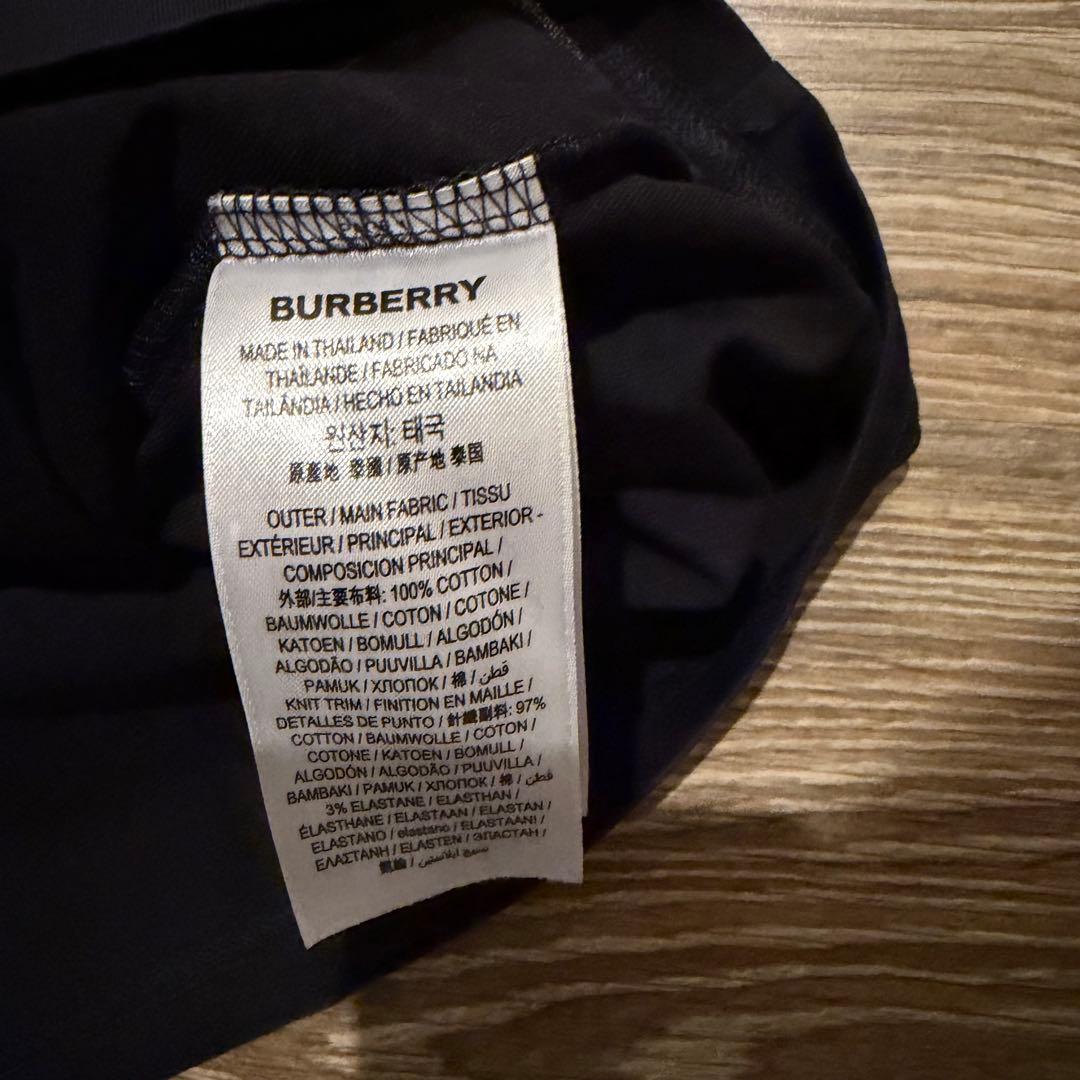 BURBERRY
MADE IN THAILAND / FABRIQUÉ EN
THAÏLANDE / FABRICADO NA
TAILÂNDIA / HECHO EN TAILANDIA
원산지: 태국
原產地 泰國 / 原产地 泰国
OUTER / MAIN FABRIC / TISSU
EXTÉRIEUR / PRINCIPAL / EXTERIOR -
COMPOSICION PRINCIPAL /
外部/主要布料: 100% COTTON /
BAUMWOLLE / COTON / COTONE /
KATOEN / BOMULL / ALGODÓN /
ALGODÃO / PUUVILLA / BAMBAKI /
PAMUK / ХЛОПОК / 棉 / قطن
KNIT TRIM / FINITION EN MAILLE /
DETALLES DE PUNTO / 針織副料: 97%
COTTON / BAUMWOLLE / COTON /
COTONE / KATOEN / BOMULL /
ALGODÓN / ALGODÃO / PUUVILLA /
BAMBAKI / PAMUK / ХЛОПОК / 棉 / قطن
3% ELASTANE / ELASTHAN /
ÉLASTHANE / ELASTAAN / ELASTAN /
ELASTANO / elastano / ELASTAANI /
ΕΛΑΣΤΑΝΗ / ELASTEN / ЭЛАСТАН /